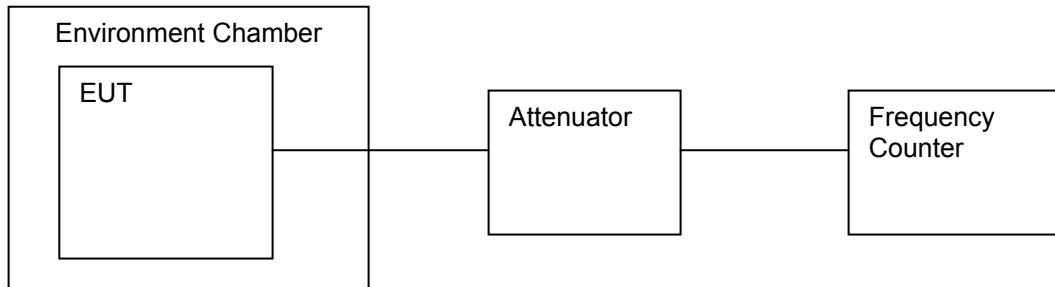 Environment Chamber
EUT
Attenuator
Frequency
Counter